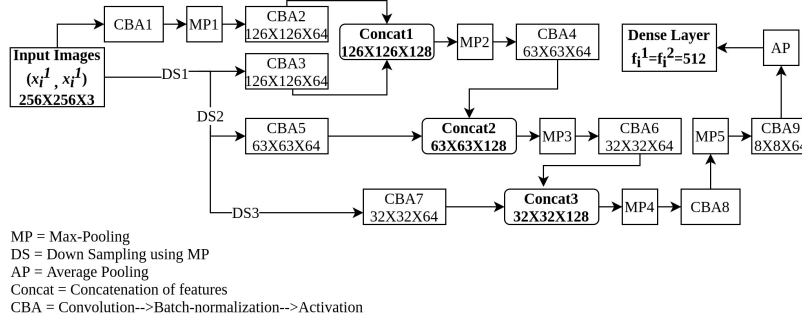 Input Images
(x_i^1 , x_i^1)
256X256X3
CBA1
MP1
CBA2
126X126X64
Concat1
126X126X128
MP2
CBA4
63X63X64
Dense Layer
f_i^1=f_i^2=512
AP
DS1
CBA3
126X126X64
DS2
CBA5
63X63X64
Concat2
63X63X128
MP3
CBA6
32X32X64
MP5
CBA9
8X8X64
DS3
CBA7
32X32X64
Concat3
32X32X128
MP4
CBA8
MP = Max-Pooling
DS = Down Sampling using MP
AP = Average Pooling
Concat = Concatenation of features
CBA = Convolution-->Batch-normalization-->Activation